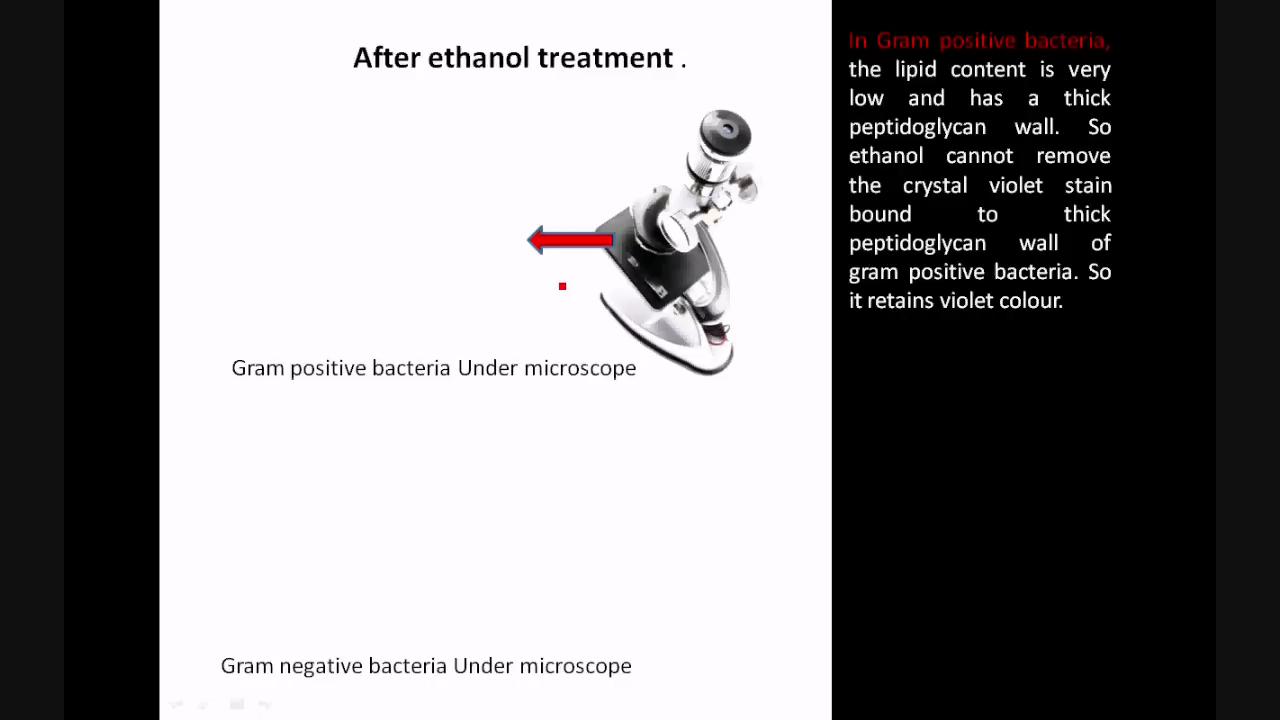 After ethanol treatment .
Gram positive bacteria Under microscope
Gram negative bacteria Under microscope
In Gram positive bacteria,
the lipid content is very
low and has a thick
peptidoglycan wall. So
ethanol cannot remove
the crystal violet stain
bound to thick
peptidoglycan wall of
gram positive bacteria. So
it retains violet colour.